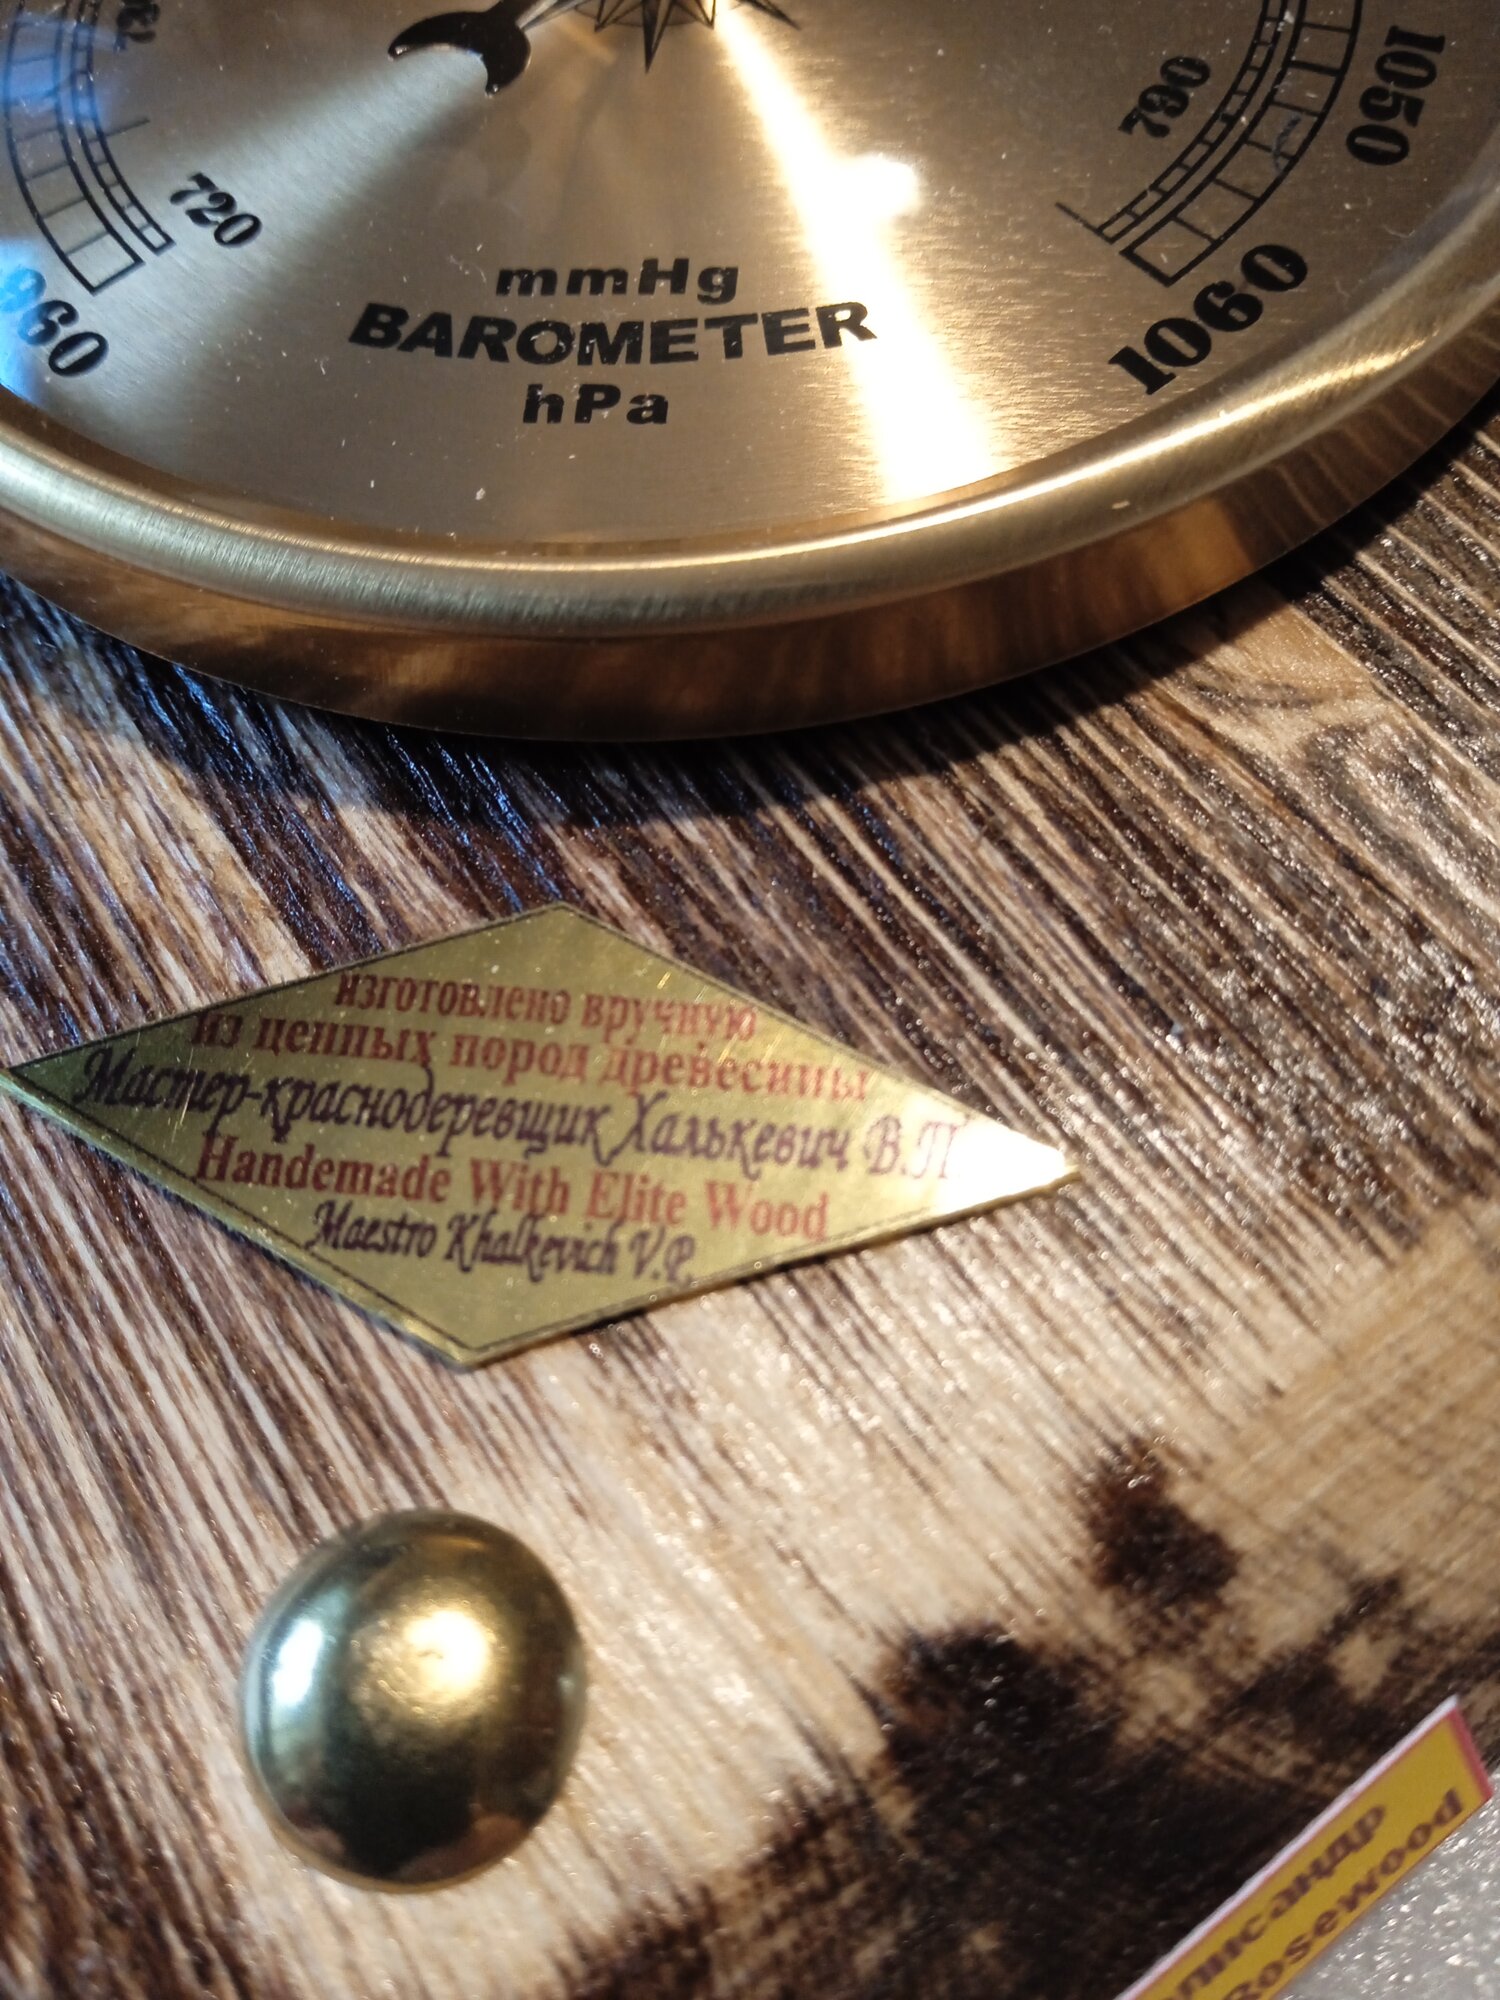 790
1050
720
960
1060
mmHg
BAROMETER
hPa
изготовлено вручную
из ценных пород древесины
Мастер-краснодеревщик Халькевич В.П
Handemade With Elite Wood
Maestro Khalkevich V.P.
Rosewood